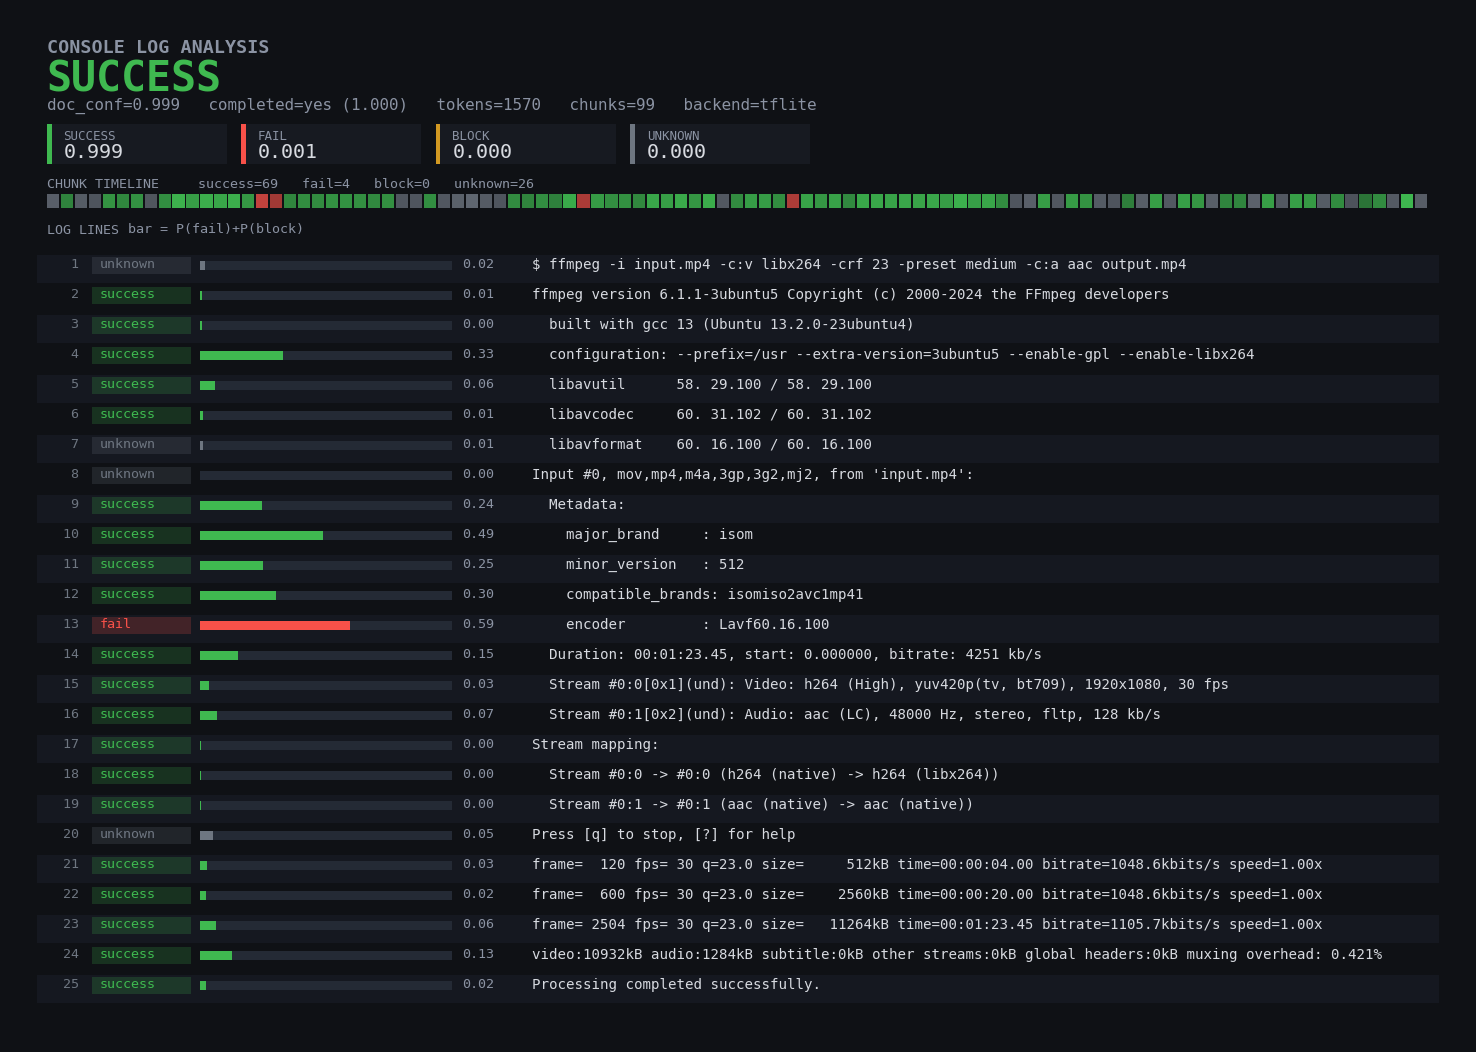 CONSOLE LOG ANALYSIS
SUCCESS
doc_conf=0.999   completed=yes (1.000)   tokens=1570   chunks=99   backend=tflite
SUCCESS   FAIL   BLOCK   UNKNOWN
0.999   0.001   0.000   0.000
CHUNK TIMELINE     success=69   fail=4   block=0   unknown=26
LOG LINES bar = P(fail)+P(block)
1 unknown 0.02 $ ffmpeg -i input.mp4 -c:v libx264 -crf 23 -preset medium -c:a aac output.mp4
2 success 0.01 ffmpeg version 6.1.1-3ubuntu5 Copyright (c) 2000-2024 the FFmpeg developers
3 success 0.00   built with gcc 13 (Ubuntu 13.2.0-23ubuntu4)
4 success 0.33   configuration: --prefix=/usr --extra-version=3ubuntu5 --enable-gpl --enable-libx264
5 success 0.06   libavutil      58. 29.100 / 58. 29.100
6 success 0.01   libavcodec     60. 31.102 / 60. 31.102
7 unknown 0.01   libavformat    60. 16.100 / 60. 16.100
8 unknown 0.00 Input #0, mov,mp4,m4a,3gp,3g2,mj2, from 'input.mp4':
9 success 0.24   Metadata:
10 success 0.49     major_brand     : isom
11 success 0.25     minor_version   : 512
12 success 0.30     compatible_brands: isomiso2avc1mp41
13 fail 0.59     encoder         : Lavf60.16.100
14 success 0.15   Duration: 00:01:23.45, start: 0.000000, bitrate: 4251 kb/s
15 success 0.03   Stream #0:0[0x1](und): Video: h264 (High), yuv420p(tv, bt709), 1920x1080, 30 fps
16 success 0.07   Stream #0:1[0x2](und): Audio: aac (LC), 48000 Hz, stereo, fltp, 128 kb/s
17 success 0.00 Stream mapping:
18 success 0.00   Stream #0:0 -> #0:0 (h264 (native) -> h264 (libx264))
19 success 0.00   Stream #0:1 -> #0:1 (aac (native) -> aac (native))
20 unknown 0.05 Press [q] to stop, [?] for help
21 success 0.03 frame=  120 fps= 30 q=23.0 size=     512kB time=00:00:04.00 bitrate=1048.6kbits/s speed=1.00x
22 success 0.02 frame=  600 fps= 30 q=23.0 size=    2560kB time=00:00:20.00 bitrate=1048.6kbits/s speed=1.00x
23 success 0.06 frame= 2504 fps= 30 q=23.0 size=   11264kB time=00:01:23.45 bitrate=1105.7kbits/s speed=1.00x
24 success 0.13 video:10932kB audio:1284kB subtitle:0kB other streams:0kB global headers:0kB muxing overhead: 0.421%
25 success 0.02 Processing completed successfully.